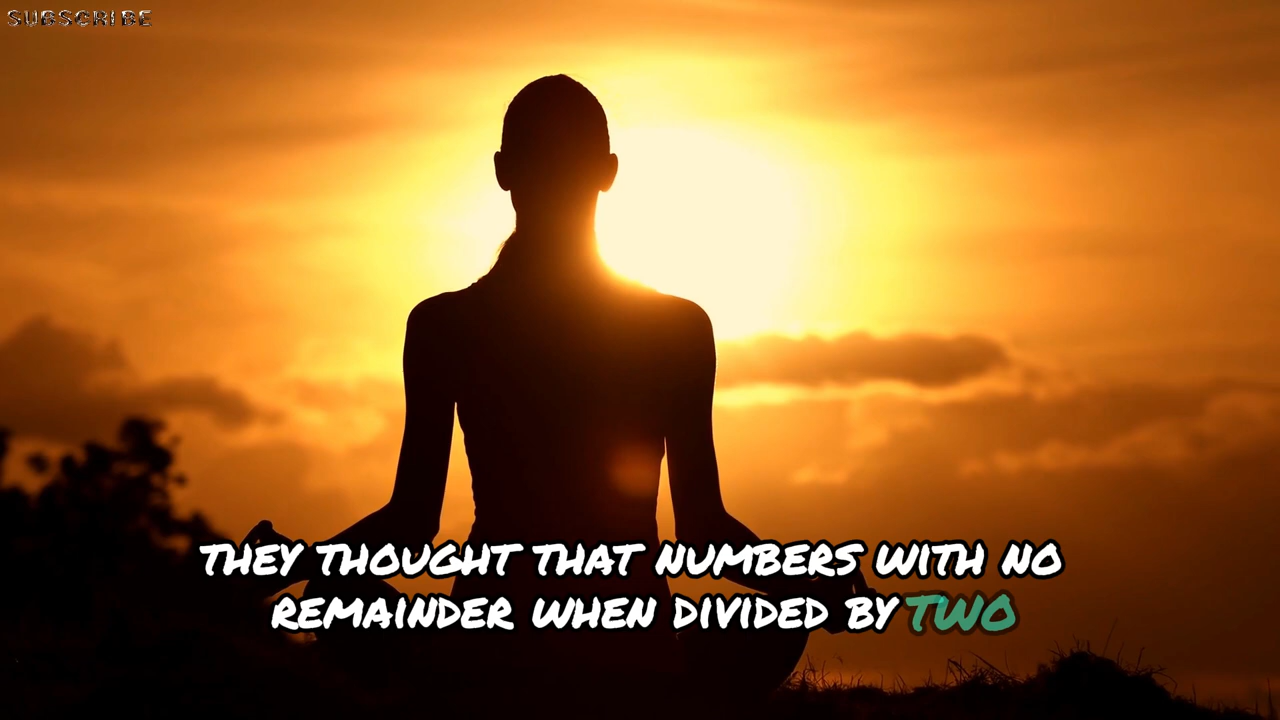 SUBSCRIBE
THEY THOUGHT THAT NUMBERS WITH NO
REMAINDER WHEN DIVIDED BY TWO